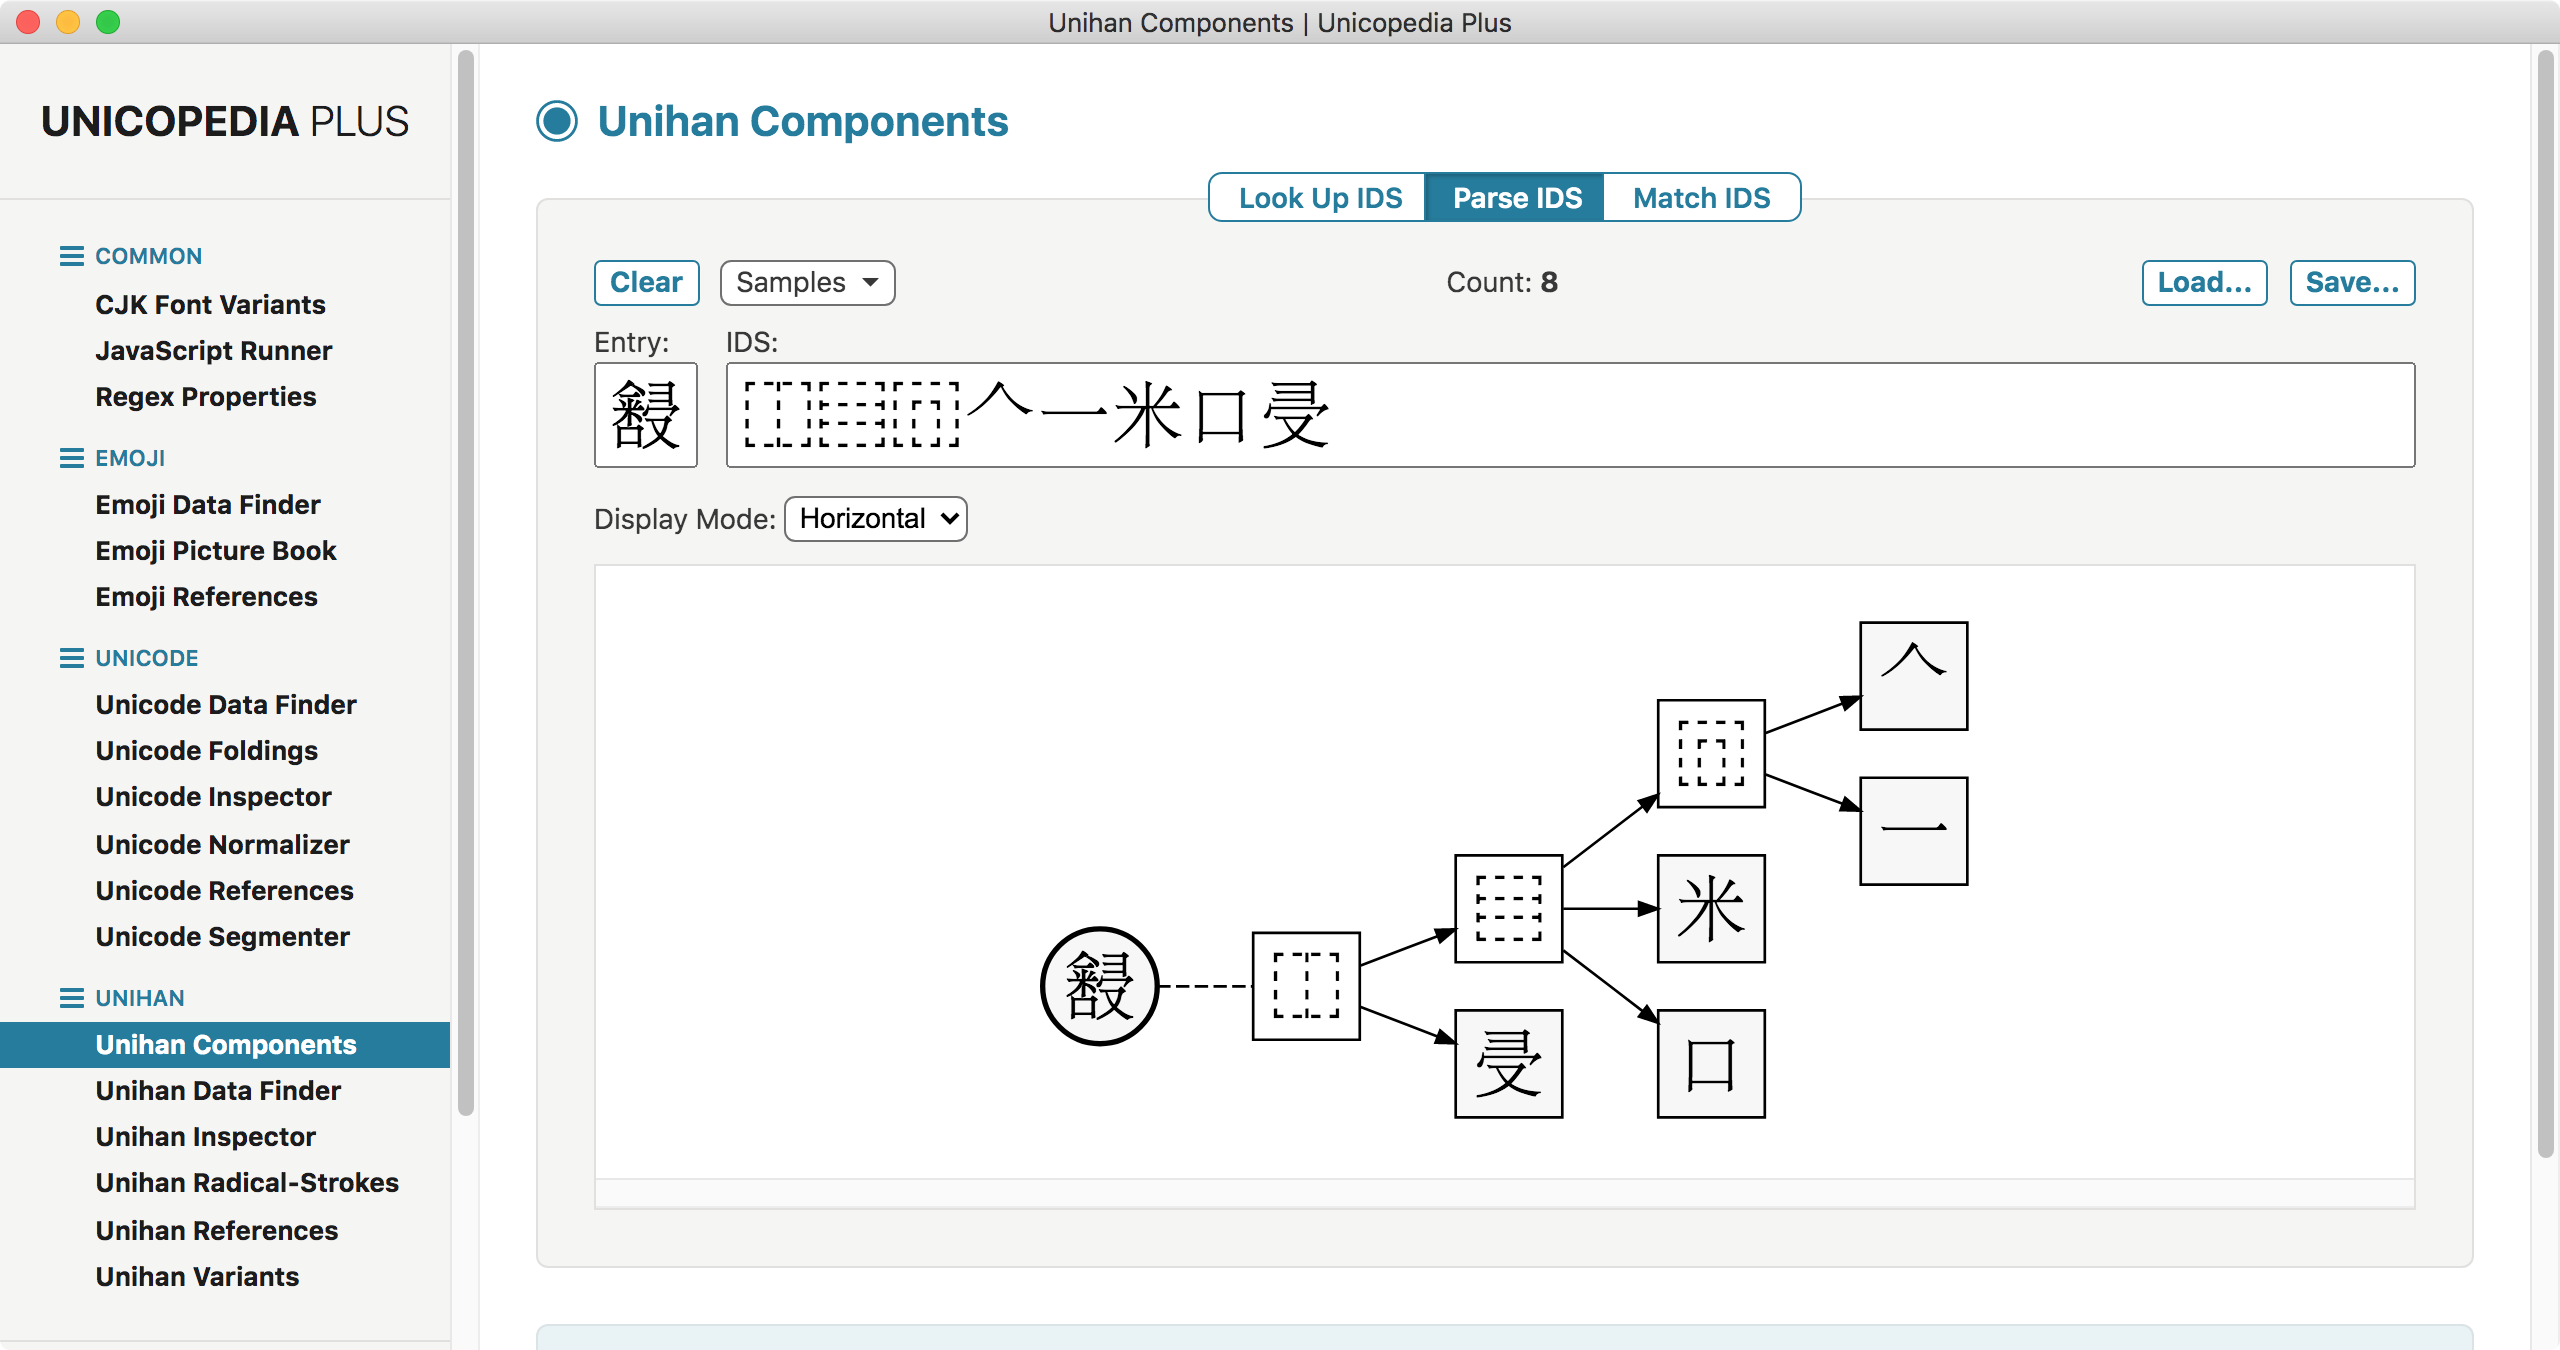 Unihan Components | Unicopedia Plus
UNICOPEDIA PLUS
COMMON
CJK Font Variants
JavaScript Runner
Regex Properties
EMOJI
Emoji Data Finder
Emoji Picture Book
Emoji References
UNICODE
Unicode Data Finder
Unicode Foldings
Unicode Inspector
Unicode Normalizer
Unicode References
Unicode Segmenter
UNIHAN
Unihan Components
Unihan Data Finder
Unihan Inspector
Unihan Radical-Strokes
Unihan References
Unihan Variants
Unihan Components
Look Up IDS Parse IDS Match IDS
Clear Samples Count: 8 Load... Save...
Entry: IDS:
⿰⿳⿵𠆢一米口𠬶
Display Mode: Horizontal
𠆢
⿵
一
⿳ 米
⿰
𠬶 口